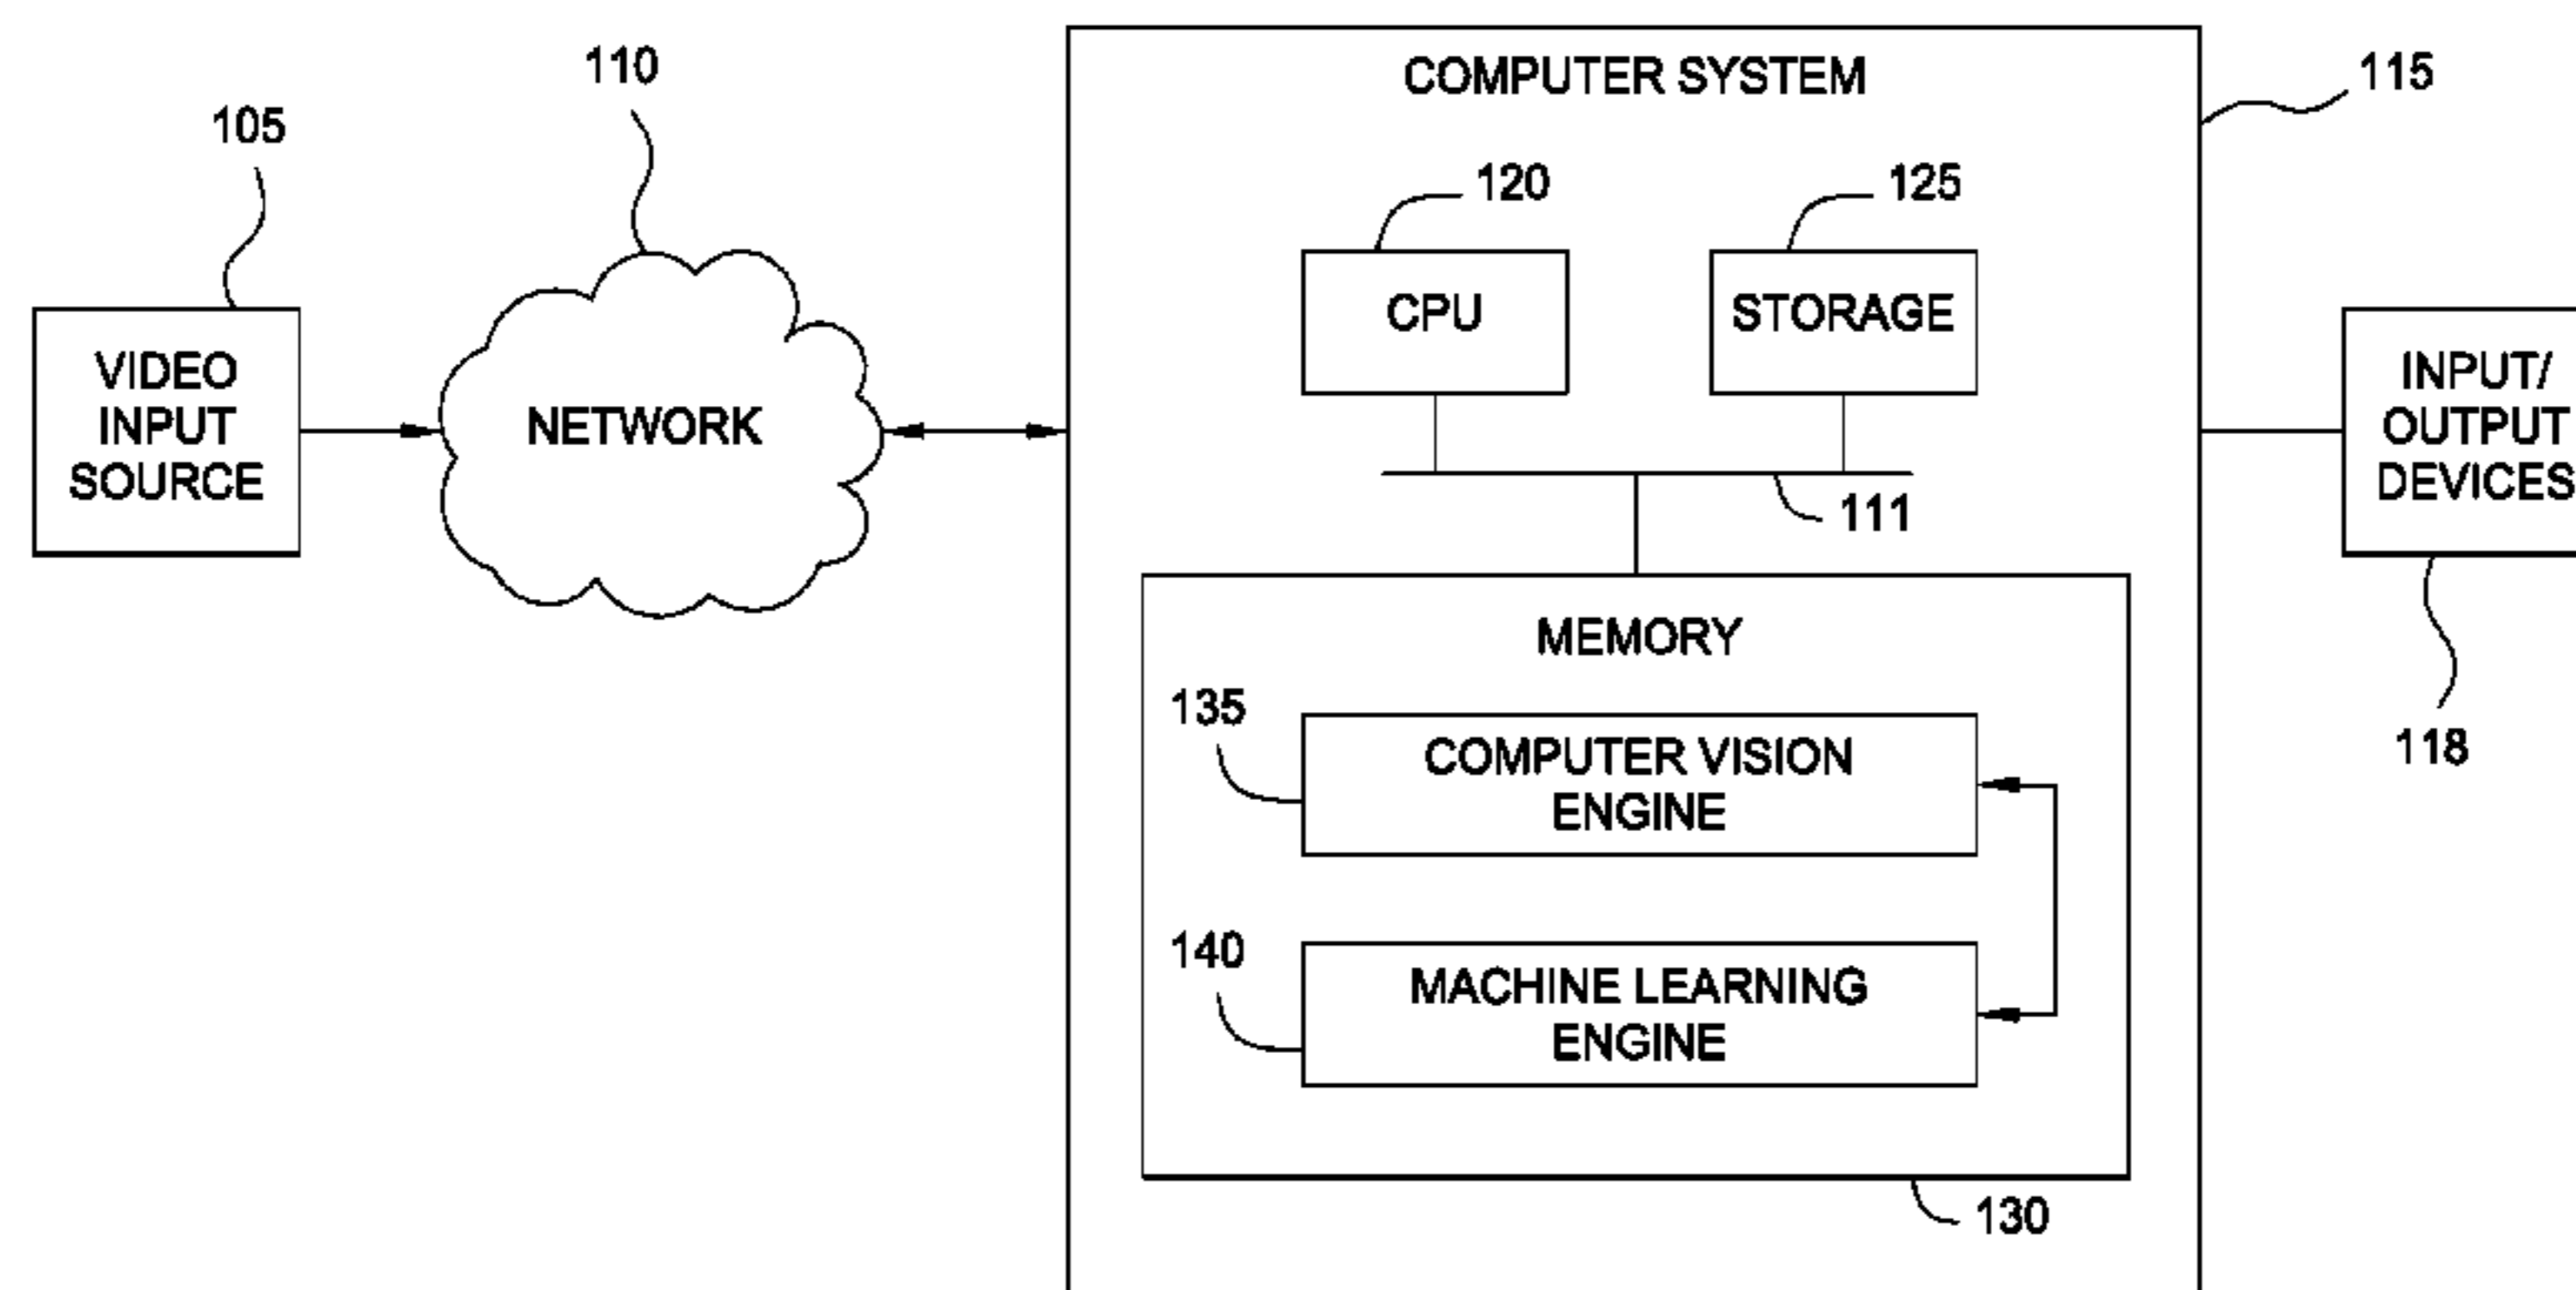 COMPUTER SYSTEM
115
110
105
120
125
CPU
STORAGE
VIDEO
INPUT
SOURCE
NETWORK
INPUT/
OUTPUT
DEVICES
111
MEMORY
135
COMPUTER VISION
ENGINE
118
140
MACHINE LEARNING
ENGINE
130